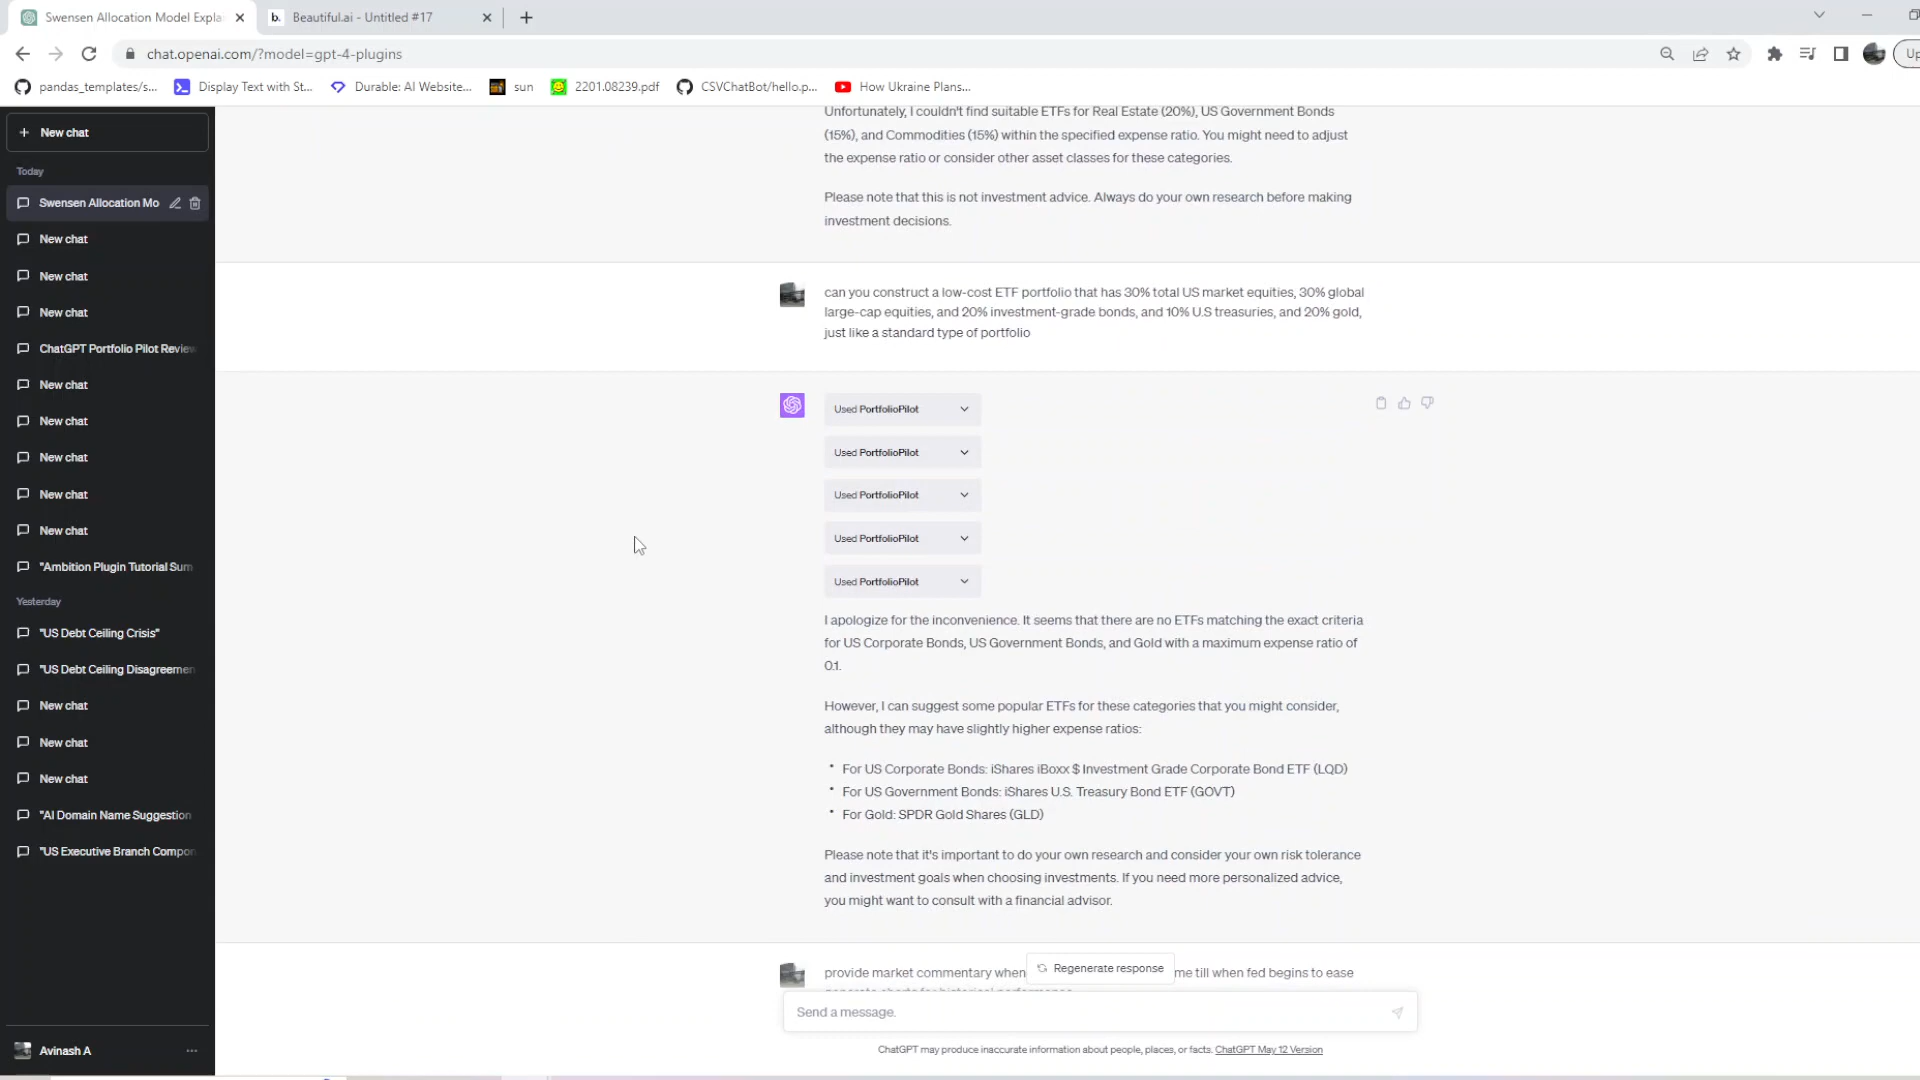 Swensen Allocation Model Expla
b. Beautiful.ai - Untitled #17
chat.openai.com/?model=gpt-4-plugins
Up
pandas_templates/s...
Display Text with St...
Durable: AI Website...
sun
2201.08239.pdf
CSVChatBot/hello.p...
How Ukraine Plans...
New chat
Today
Swensen Allocation Mo
New chat
New chat
New chat
ChatGPT Portfolio Pilot Review
New chat
New chat
New chat
New chat
New chat
"Ambition Plugin Tutorial Sum
Yesterday
"US Debt Ceiling Crisis"
"US Debt Ceiling Disagreemen
New chat
New chat
New chat
"AI Domain Name Suggestion
"US Executive Branch Compon
Avinash A
Unfortunately, I couldn't find suitable ETFs for Real Estate (20%), US Government Bonds
(15%), and Commodities (15%) within the specified expense ratio. You might need to adjust
the expense ratio or consider other asset classes for these categories.
Please note that this is not investment advice. Always do your own research before making
investment decisions.
can you construct a low-cost ETF portfolio that has 30% total US market equities, 30% global
large-cap equities, and 20% investment-grade bonds, and 10% U.S treasuries, and 20% gold,
just like a standard type of portfolio
Used PortfolioPilot
Used PortfolioPilot
Used PortfolioPilot
Used PortfolioPilot
Used PortfolioPilot
I apologize for the inconvenience. It seems that there are no ETFs matching the exact criteria
for US Corporate Bonds, US Government Bonds, and Gold with a maximum expense ratio of
0.1.
However, I can suggest some popular ETFs for these categories that you might consider,
although they may have slightly higher expense ratios:
• For US Corporate Bonds: iShares iBoxx $ Investment Grade Corporate Bond ETF (LQD)
• For US Government Bonds: iShares U.S. Treasury Bond ETF (GOVT)
• For Gold: SPDR Gold Shares (GLD)
Please note that it's important to do your own research and consider your own risk tolerance
and investment goals when choosing investments. If you need more personalized advice,
you might want to consult with a financial advisor.
provide market commentary when
me till when fed begins to ease
Regenerate response
Send a message.
ChatGPT may produce inaccurate information about people, places, or facts. ChatGPT May 12 Version